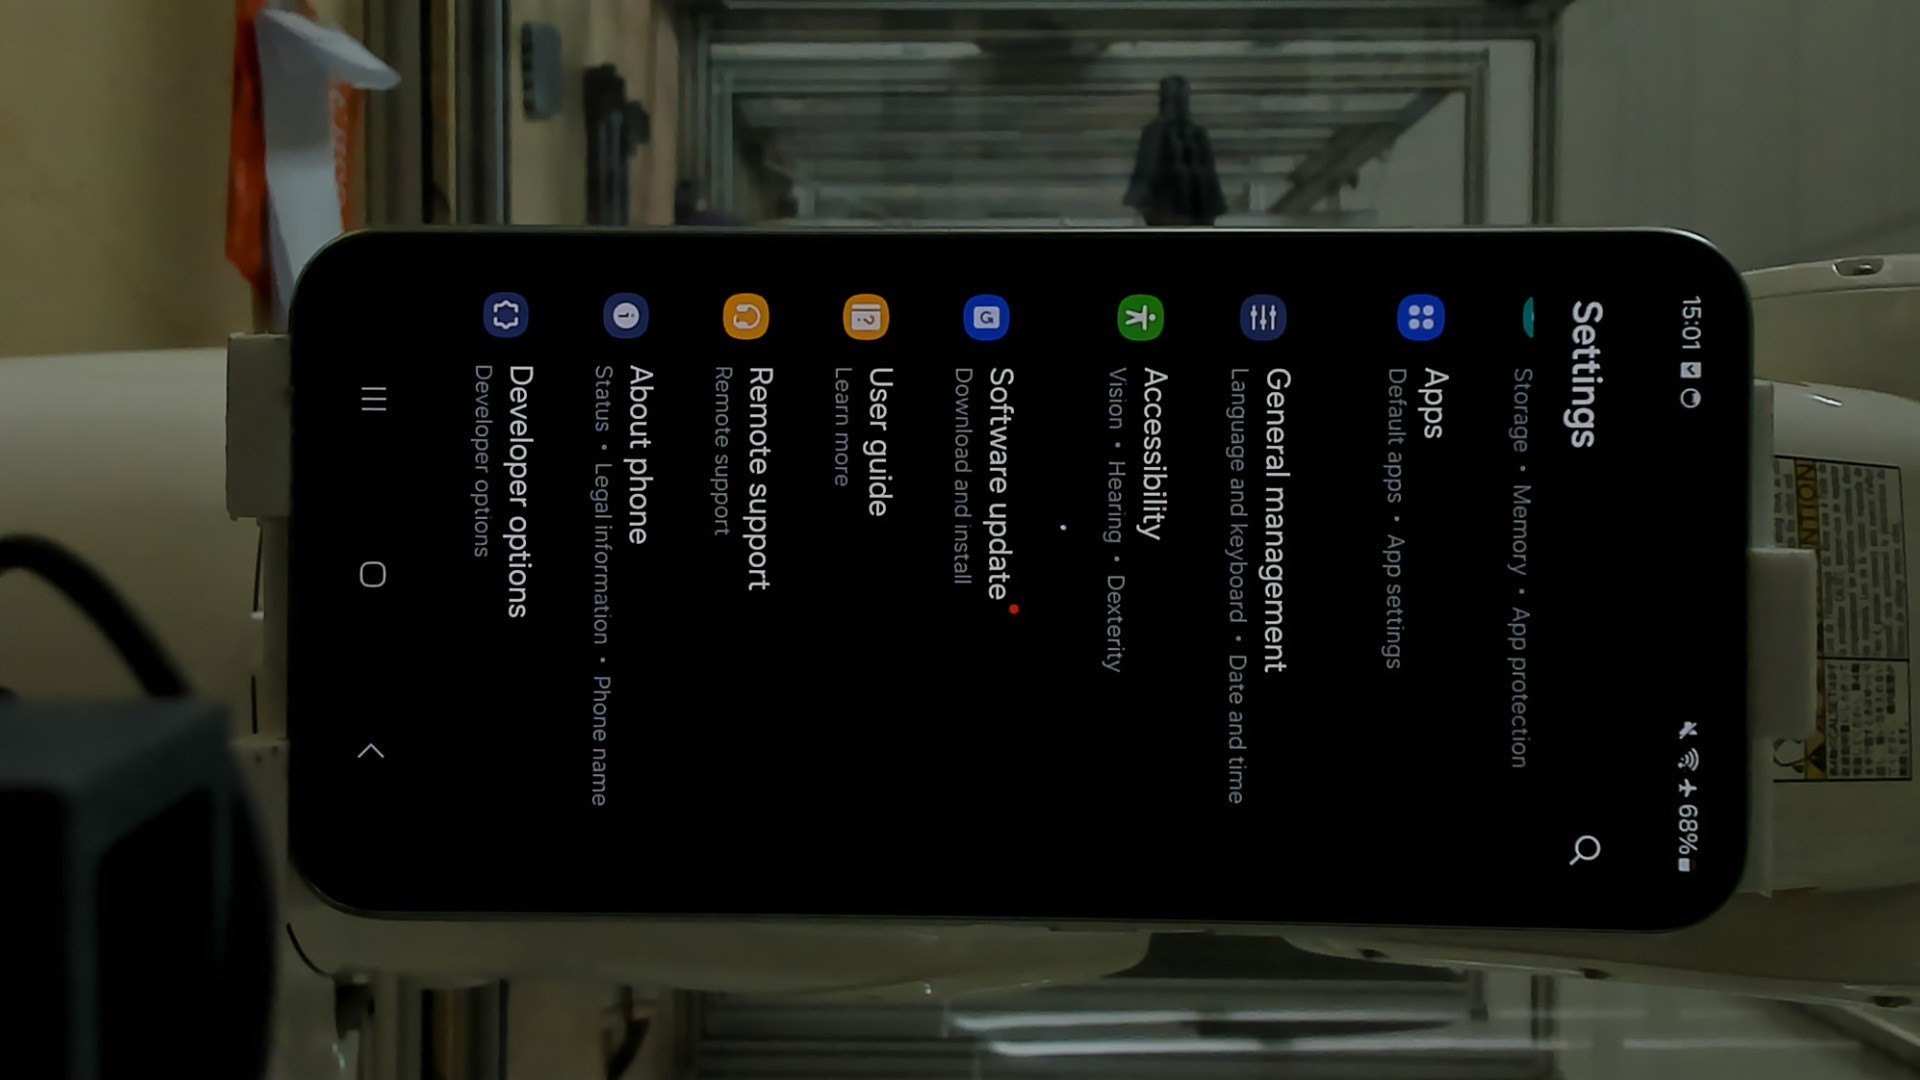 15:01
68%
Settings
Storage • Memory • App protection
Apps
Default apps • App settings
General management
Language and keyboard • Date and time
Accessibility
Vision • Hearing • Dexterity
Software update
Download and install
User guide
Learn more
Remote support
Remote support
About phone
Status • Legal information • Phone name
Developer options
Developer options